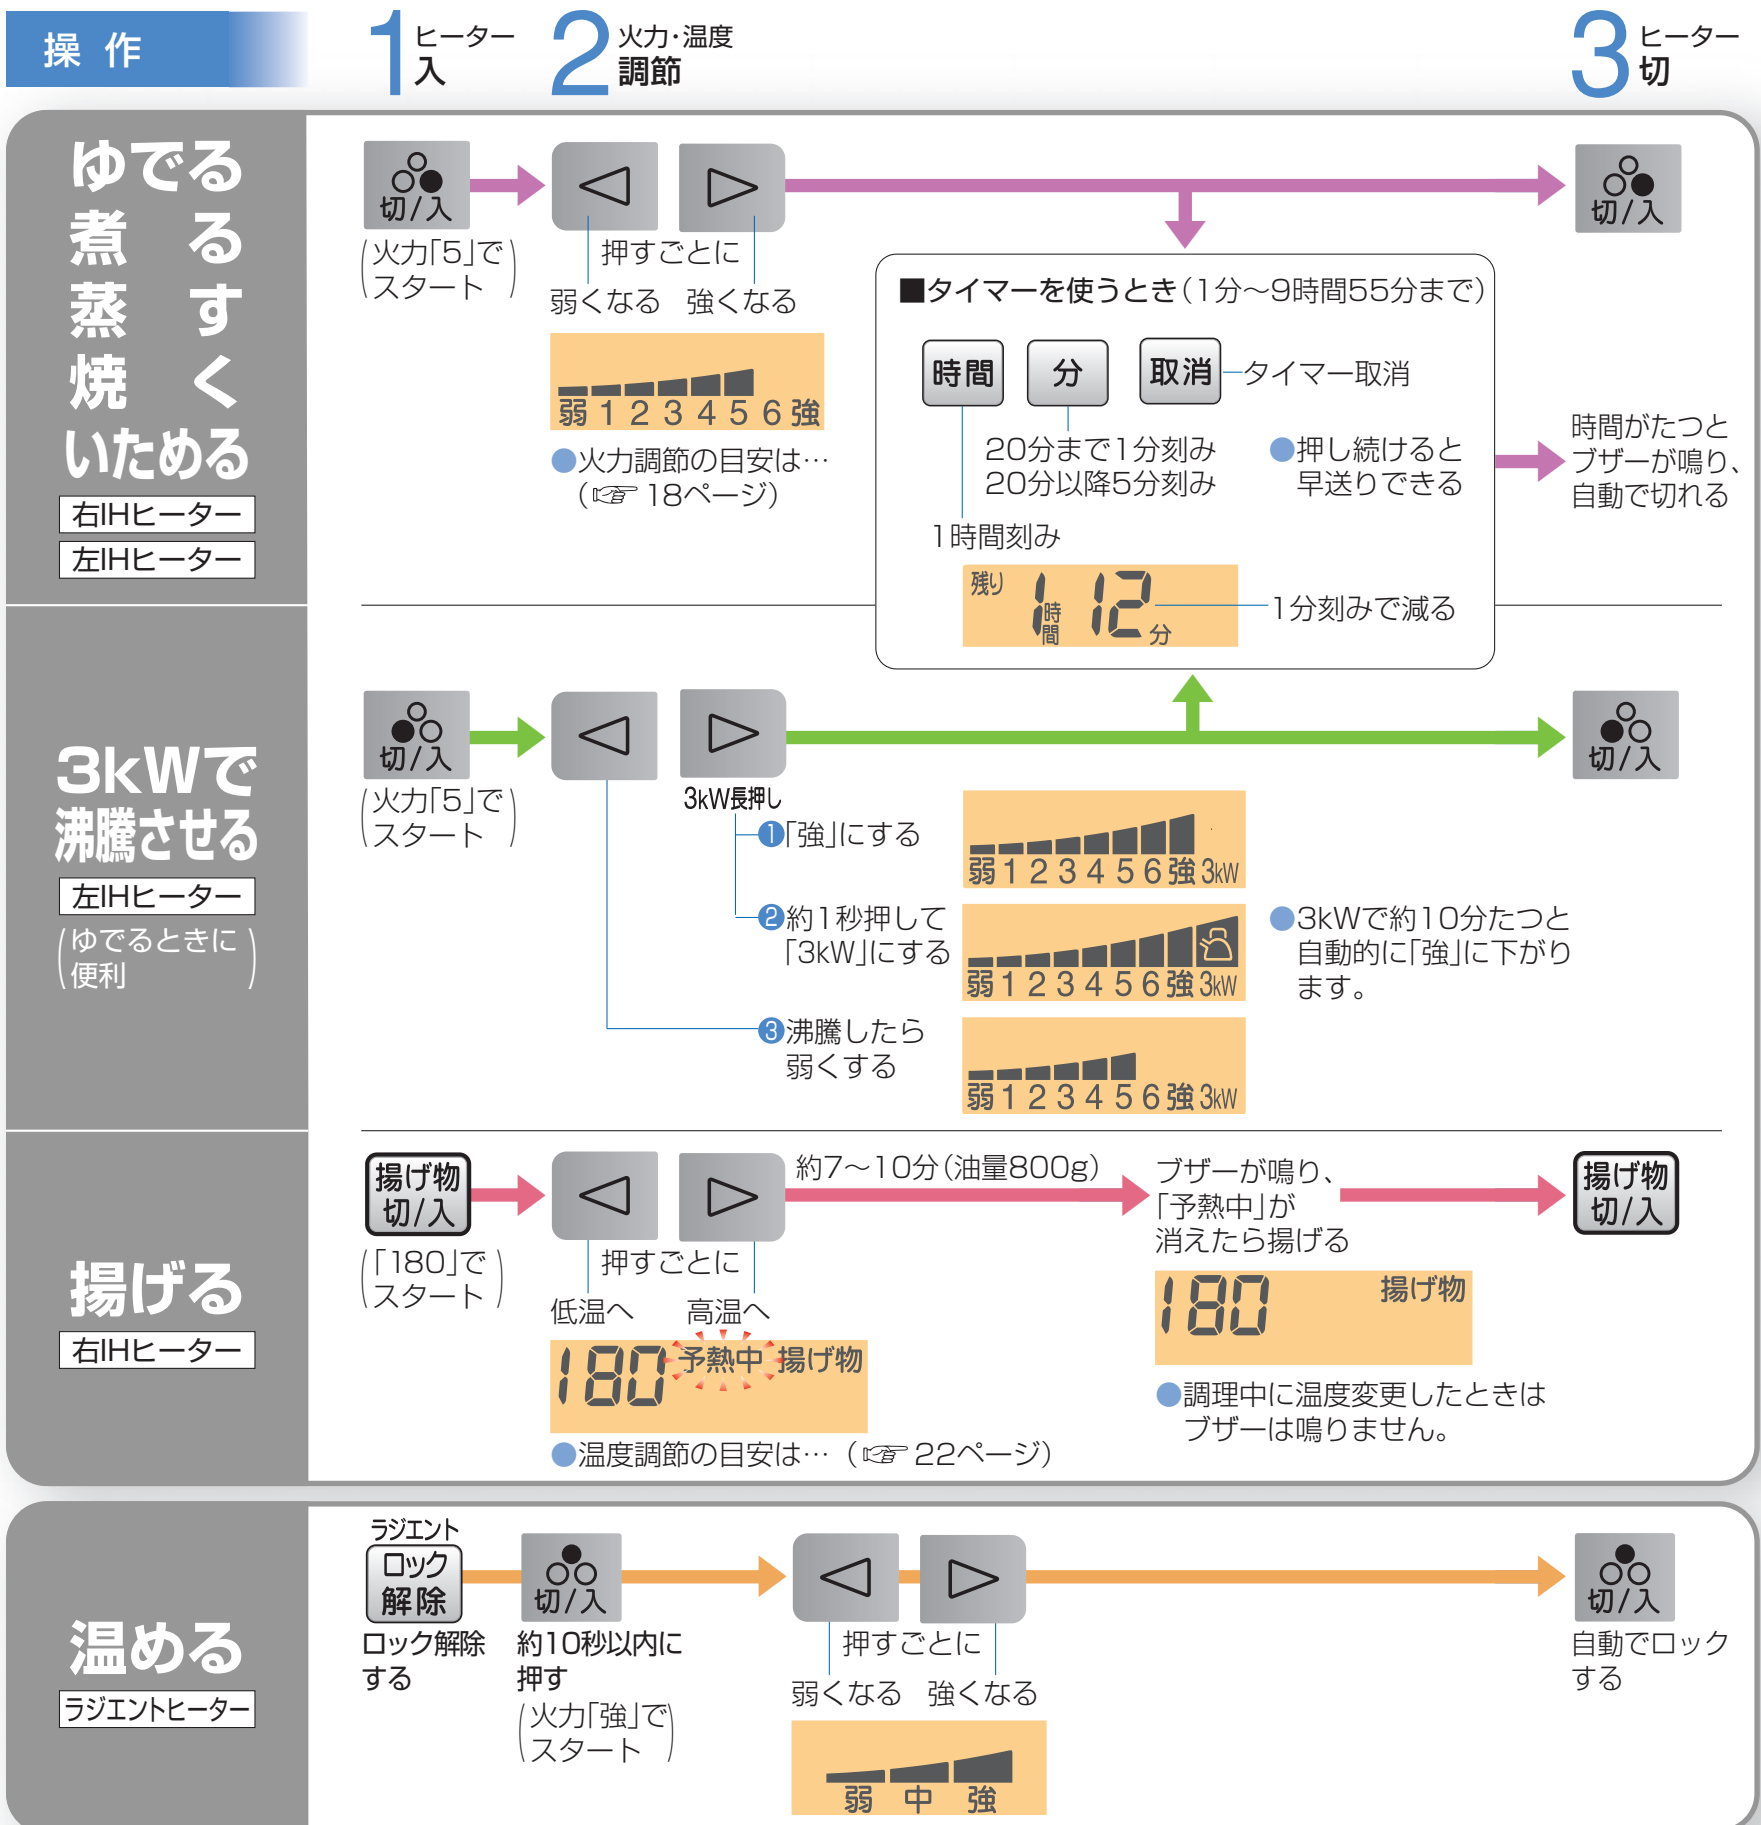 操 作
1 ヒーター
入
2 火力・温度
調節
3 ヒーター
切
ゆでる
煮 る
蒸 す
焼 く
いためる
右IHヒーター
左IHヒーター
切/入
(火力「5」で
スタート)
押すごとに
弱くなる 強くなる
弱 1 2 3 4 5 6 強
●火力調節の目安は…
(☞ 18ページ)
■タイマーを使うとき(1分〜9時間55分まで)
時間 分 取消 タイマー取消
20分まで1分刻み
20分以降5分刻み
●押し続けると
早送りできる
1時間刻み
残り 1時間 12分
1分刻みで減る
切/入
時間がたつと
ブザーが鳴り、
自動で切れる
3kWで
沸騰させる
左IHヒーター
(ゆでるときに
便利)
切/入
(火力「5」で
スタート)
3kW長押し
❶「強」にする
弱 1 2 3 4 5 6 強 3kW
❷約1秒押して
「3kW」にする
弱 1 2 3 4 5 6 強 3kW
●3kWで約10分たつと
自動的に「強」に下がり
ます。
❸沸騰したら
弱くする
弱 1 2 3 4 5 6 強 3kW
切/入
揚げる
右IHヒーター
揚げ物
切/入
(「180」で
スタート)
押すごとに
低温へ 高温へ
180 予熱中 揚げ物
●温度調節の目安は… (☞ 22ページ)
約7〜10分(油量800g)
ブザーが鳴り、
「予熱中」が
消えたら揚げる
180 揚げ物
●調理中に温度変更したときは
ブザーは鳴りません。
揚げ物
切/入
温める
ラジエントヒーター
ラジエント
ロック
解除
ロック解除
する
切/入
約10秒以内に
押す
(火力「強」で
スタート)
押すごとに
弱くなる 強くなる
弱 中 強
切/入
自動でロック
する